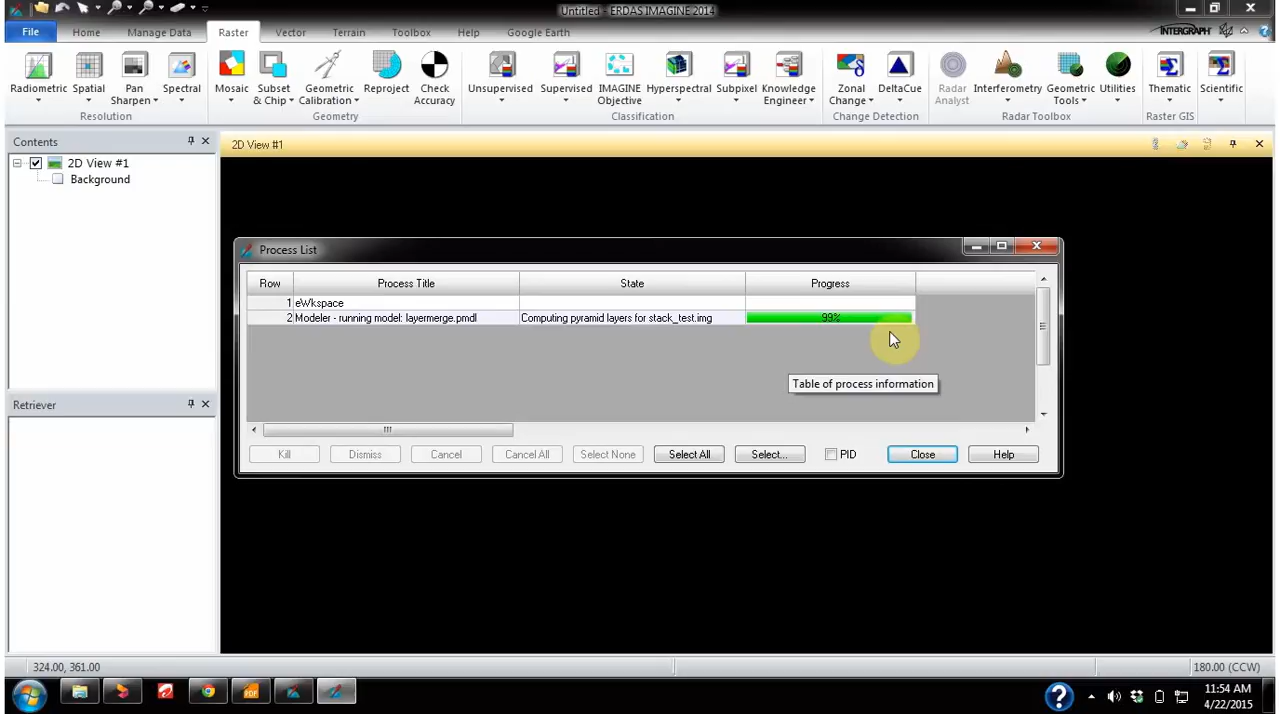 Untitled - ERDAS IMAGINE 2014
File Home Manage Data Raster Vector Terrain Toolbox Help Google Earth INTERGRAPH
Radiometric Spatial Pan Sharpen Spectral Mosaic Subset & Chip Geometric Calibration Reproject Check Accuracy Unsupervised Supervised IMAGINE Objective Hyperspectral Subpixel Knowledge Engineer Zonal Change DeltaCue Radar Analyst Interferometry Geometric Tools Utilities Thematic Scientific
Resolution Geometry Classification Change Detection Radar Toolbox Raster GIS
Contents
2D View #1
2D View #1
Background
Process List
Row Process Title State Progress
1 eWkspace
2 Modeler - running model: layermerge.pmdl Computing pyramid layers for stack_test.img 99%
Table of process information
Retriever
Kill Dismiss Cancel Cancel All Select None Select All Select... PID Close Help
324.00, 361.00 180.00 (CCW)
PDF
11:54 AM
4/22/2015